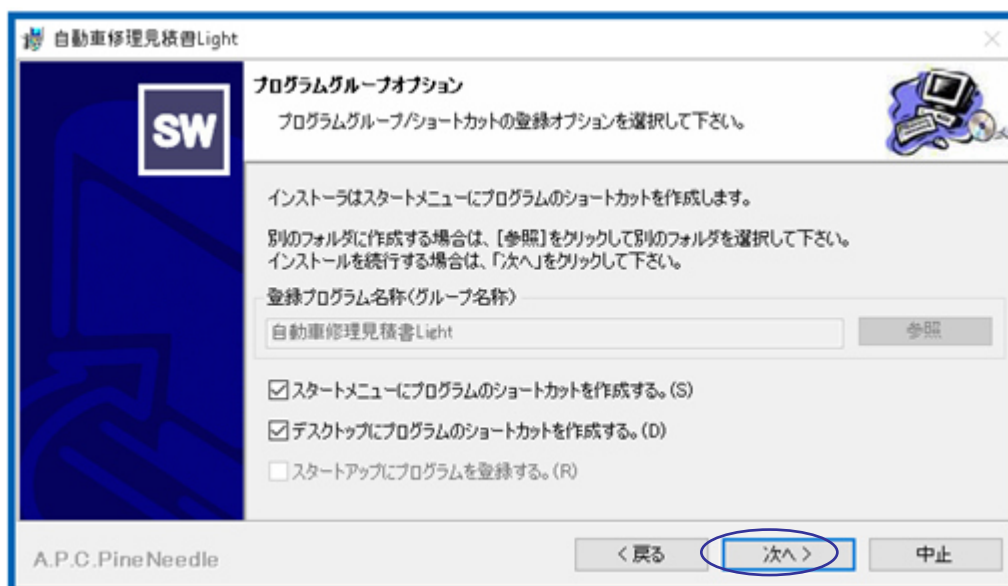 自動車修理見積書Light
SW
プログラムグループオプション
プログラムグループ/ショートカットの登録オプションを選択して下さい。
インストーラはスタートメニューにプログラムのショートカットを作成します。
別のフォルダに作成する場合は、[参照]をクリックして別のフォルダを選択して下さい。
インストールを続行する場合は、「次へ」をクリックして下さい。
登録プログラム名称(グループ名称)
自動車修理見積書Light
参照
スタートメニューにプログラムのショートカットを作成する。(S)
デスクトップにプログラムのショートカットを作成する。(D)
スタートアップにプログラムを登録する。(R)
A.P.C.PineNeedle
< 戻る
次へ >
中止